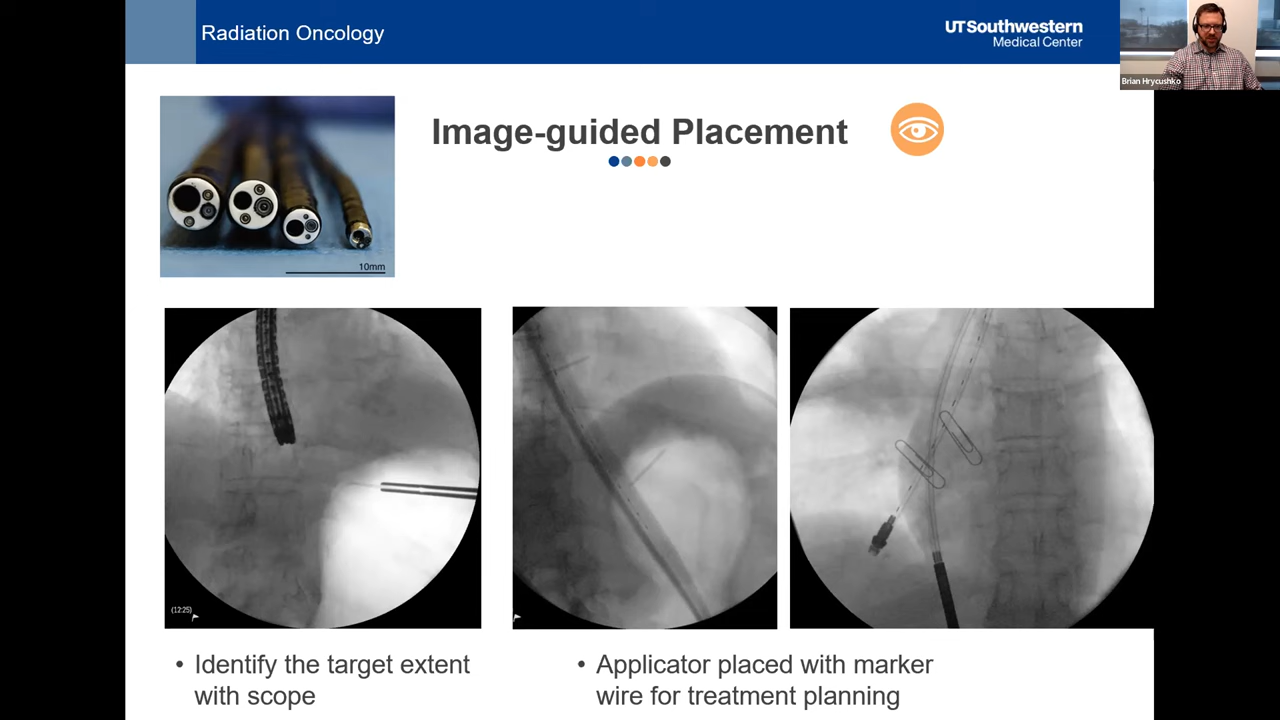 Radiation Oncology
UTSouthwestern
Medical Center
Brian Hrycushko
Image-guided Placement
10mm
(12:25)
• Identify the target extent
with scope
• Applicator placed with marker
wire for treatment planning